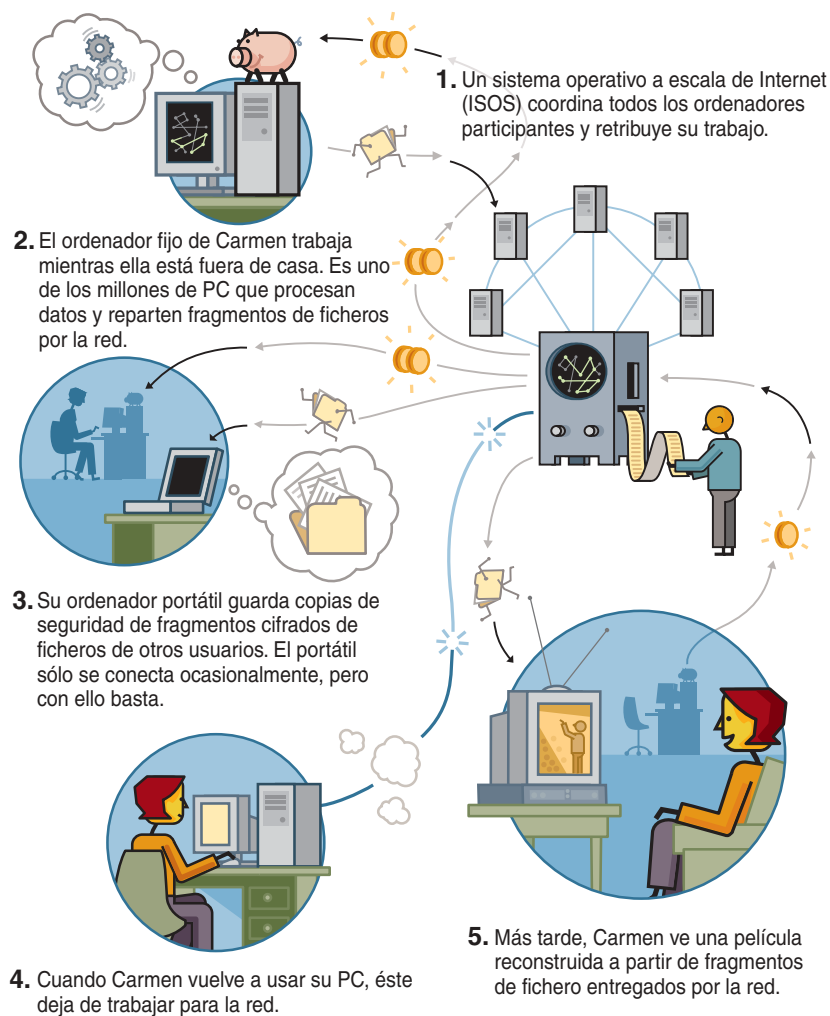 1. Un sistema operativo a escala de Internet
(ISOS) coordina todos los ordenadores
participantes y retribuye su trabajo.
2. El ordenador fijo de Carmen trabaja
mientras ella está fuera de casa. Es uno
de los millones de PC que procesan
datos y reparten fragmentos de ficheros
por la red.
3. Su ordenador portátil guarda copias de
seguridad de fragmentos cifrados de
ficheros de otros usuarios. El portátil
sólo se conecta ocasionalmente, pero
con ello basta.
4. Cuando Carmen vuelve a usar su PC, éste
deja de trabajar para la red.
5. Más tarde, Carmen ve una película
reconstruida a partir de fragmentos
de fichero entregados por la red.